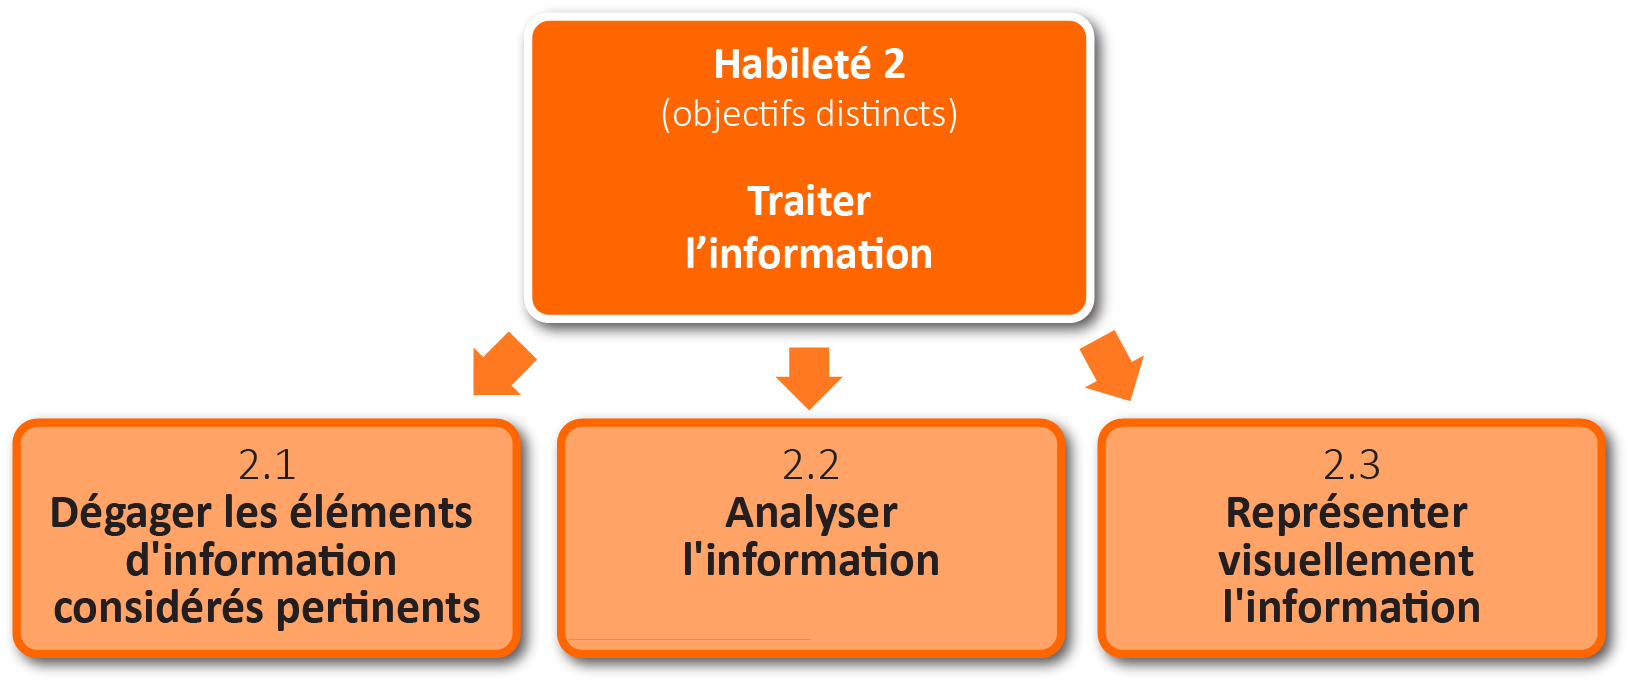 Habileté 2
(objectifs distincts)
Traiter
l’information
2.1
Dégager les éléments
d'information
considérés pertinents
2.2
Analyser
l'information
2.3
Représenter
visuellement
l'information